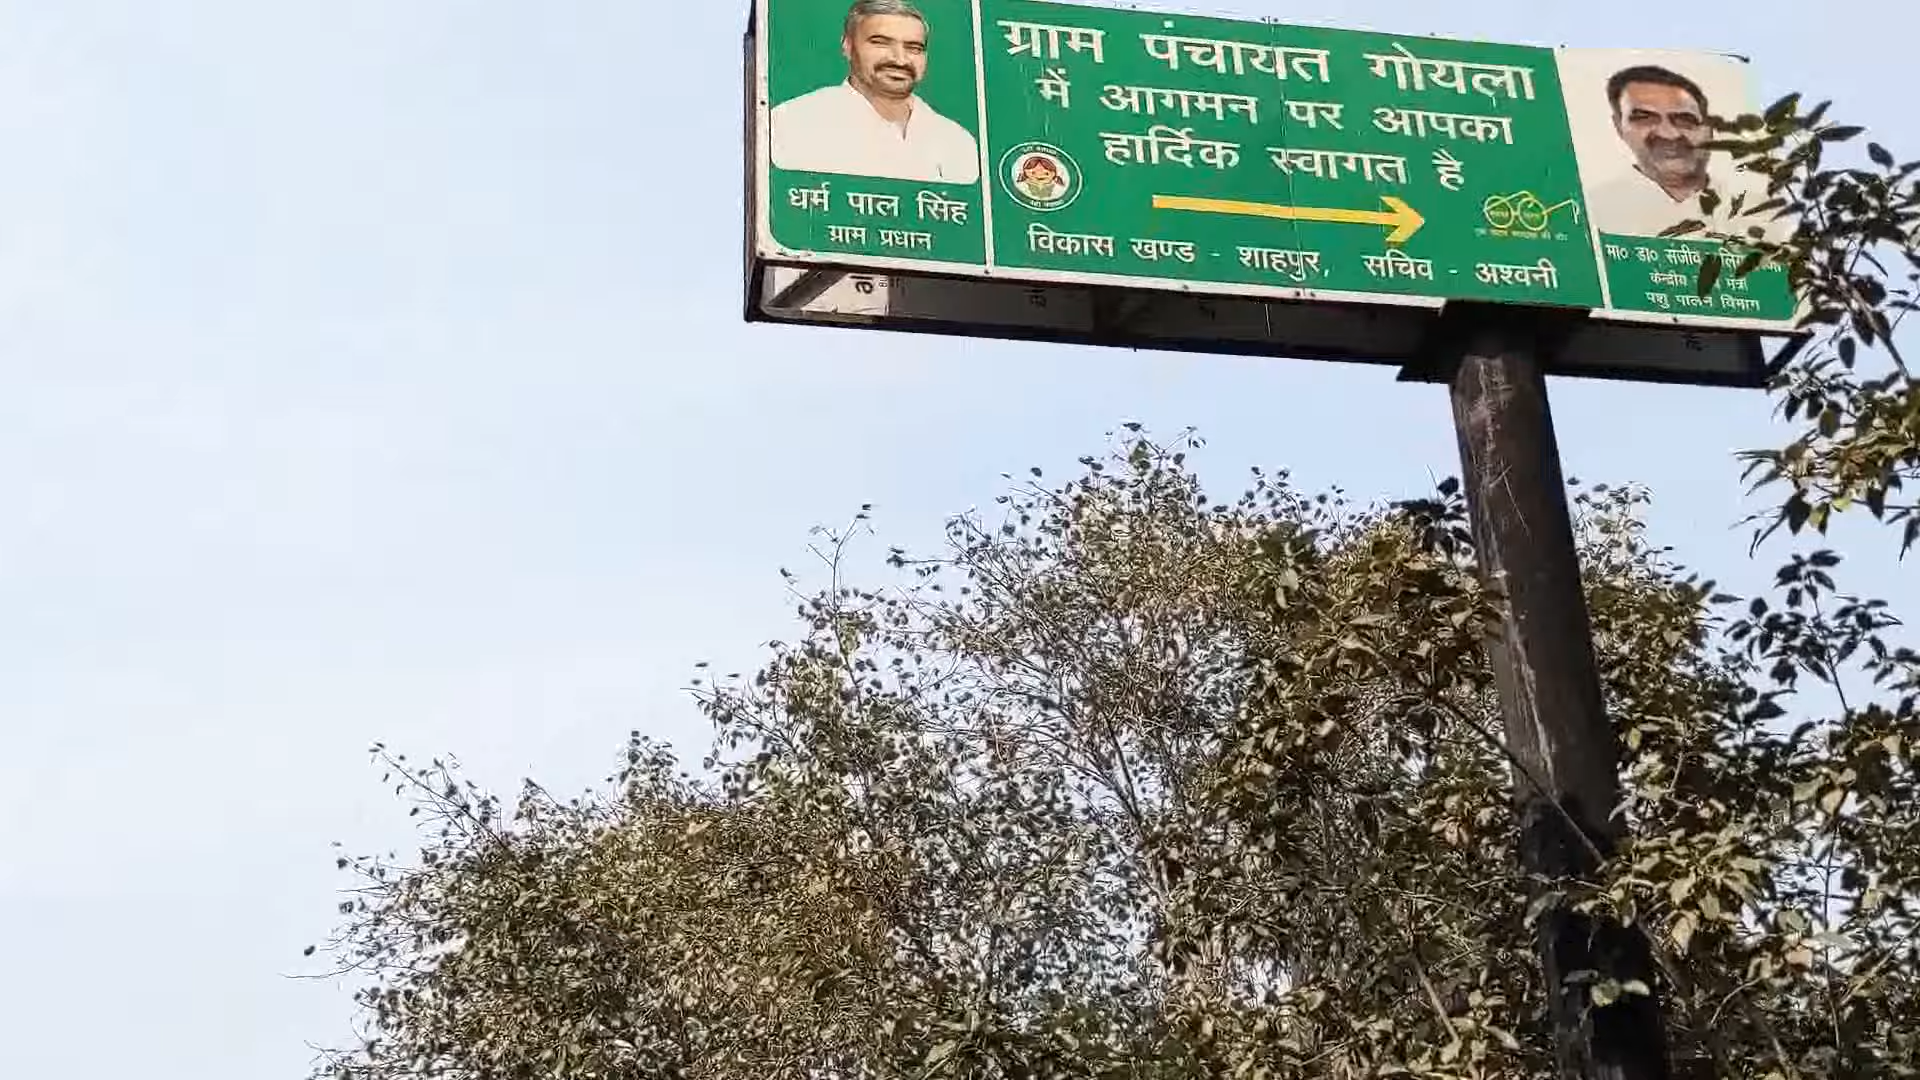 ग्राम पंचायत गोयला
में आगमन पर आपका
हार्दिक स्वागत है
विकास खण्ड - शाहपुर, सचिव - अश्वनी
धर्म पाल सिंह
ग्राम प्रधान
मा० डा० संजीव
केन्द्रीय
पशु पालन विभाग